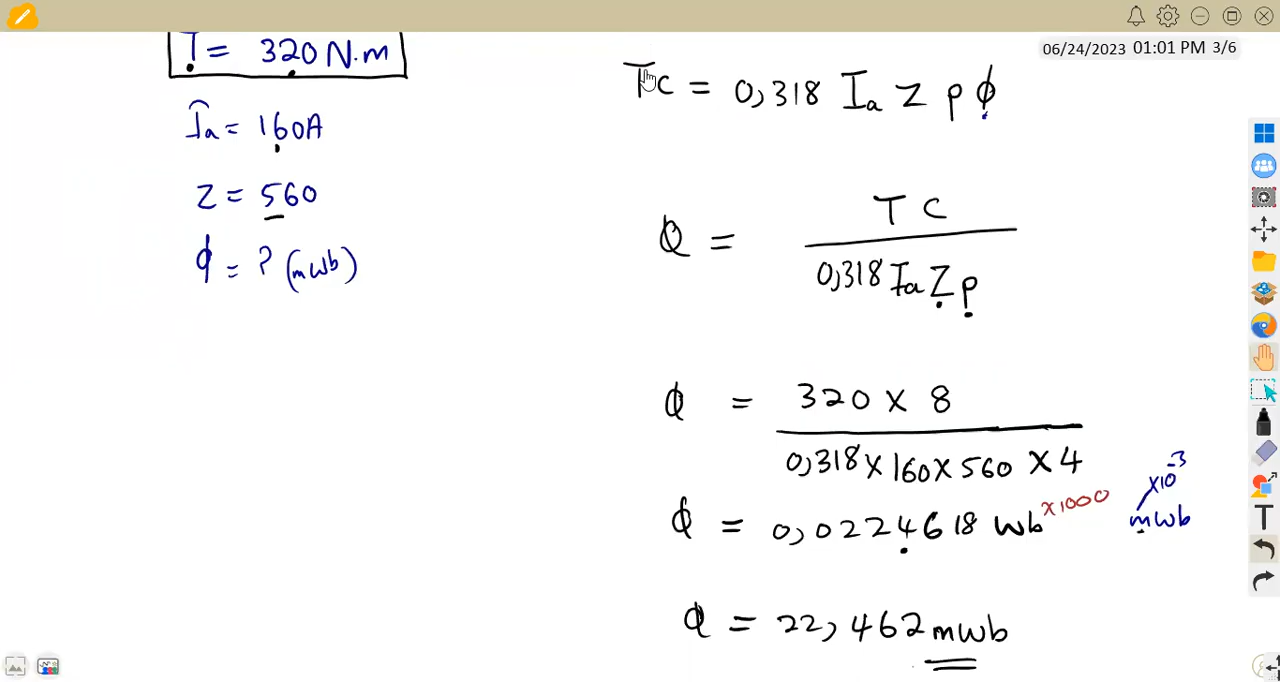 06/24/2023 01:01 PM 3/6
T = 320 N.m
Ia = 160A
Z = 560
ϕ = ? (mwb)
TC = 0,318 Ia Z p ϕ
ϕ = TC / 0,318 Ia Z p
ϕ = 320 x 8 / 0,318 x 160 x 560 x 4
ϕ = 0,0224618 wb x1000
x10⁻³
mwb
ϕ = 22,462 mwb